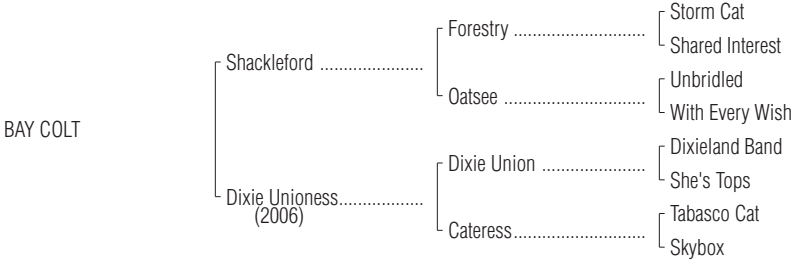 Storm Cat
Forestry ............................
Shared Interest
Shackleford ......................
Unbridled
Oatsee ..............................
With Every Wish
BAY COLT
Dixieland Band
Dixie Union ......................
She's Tops
Dixie Unioness..................
(2006)
Tabasco Cat
Cateress............................
Skybox